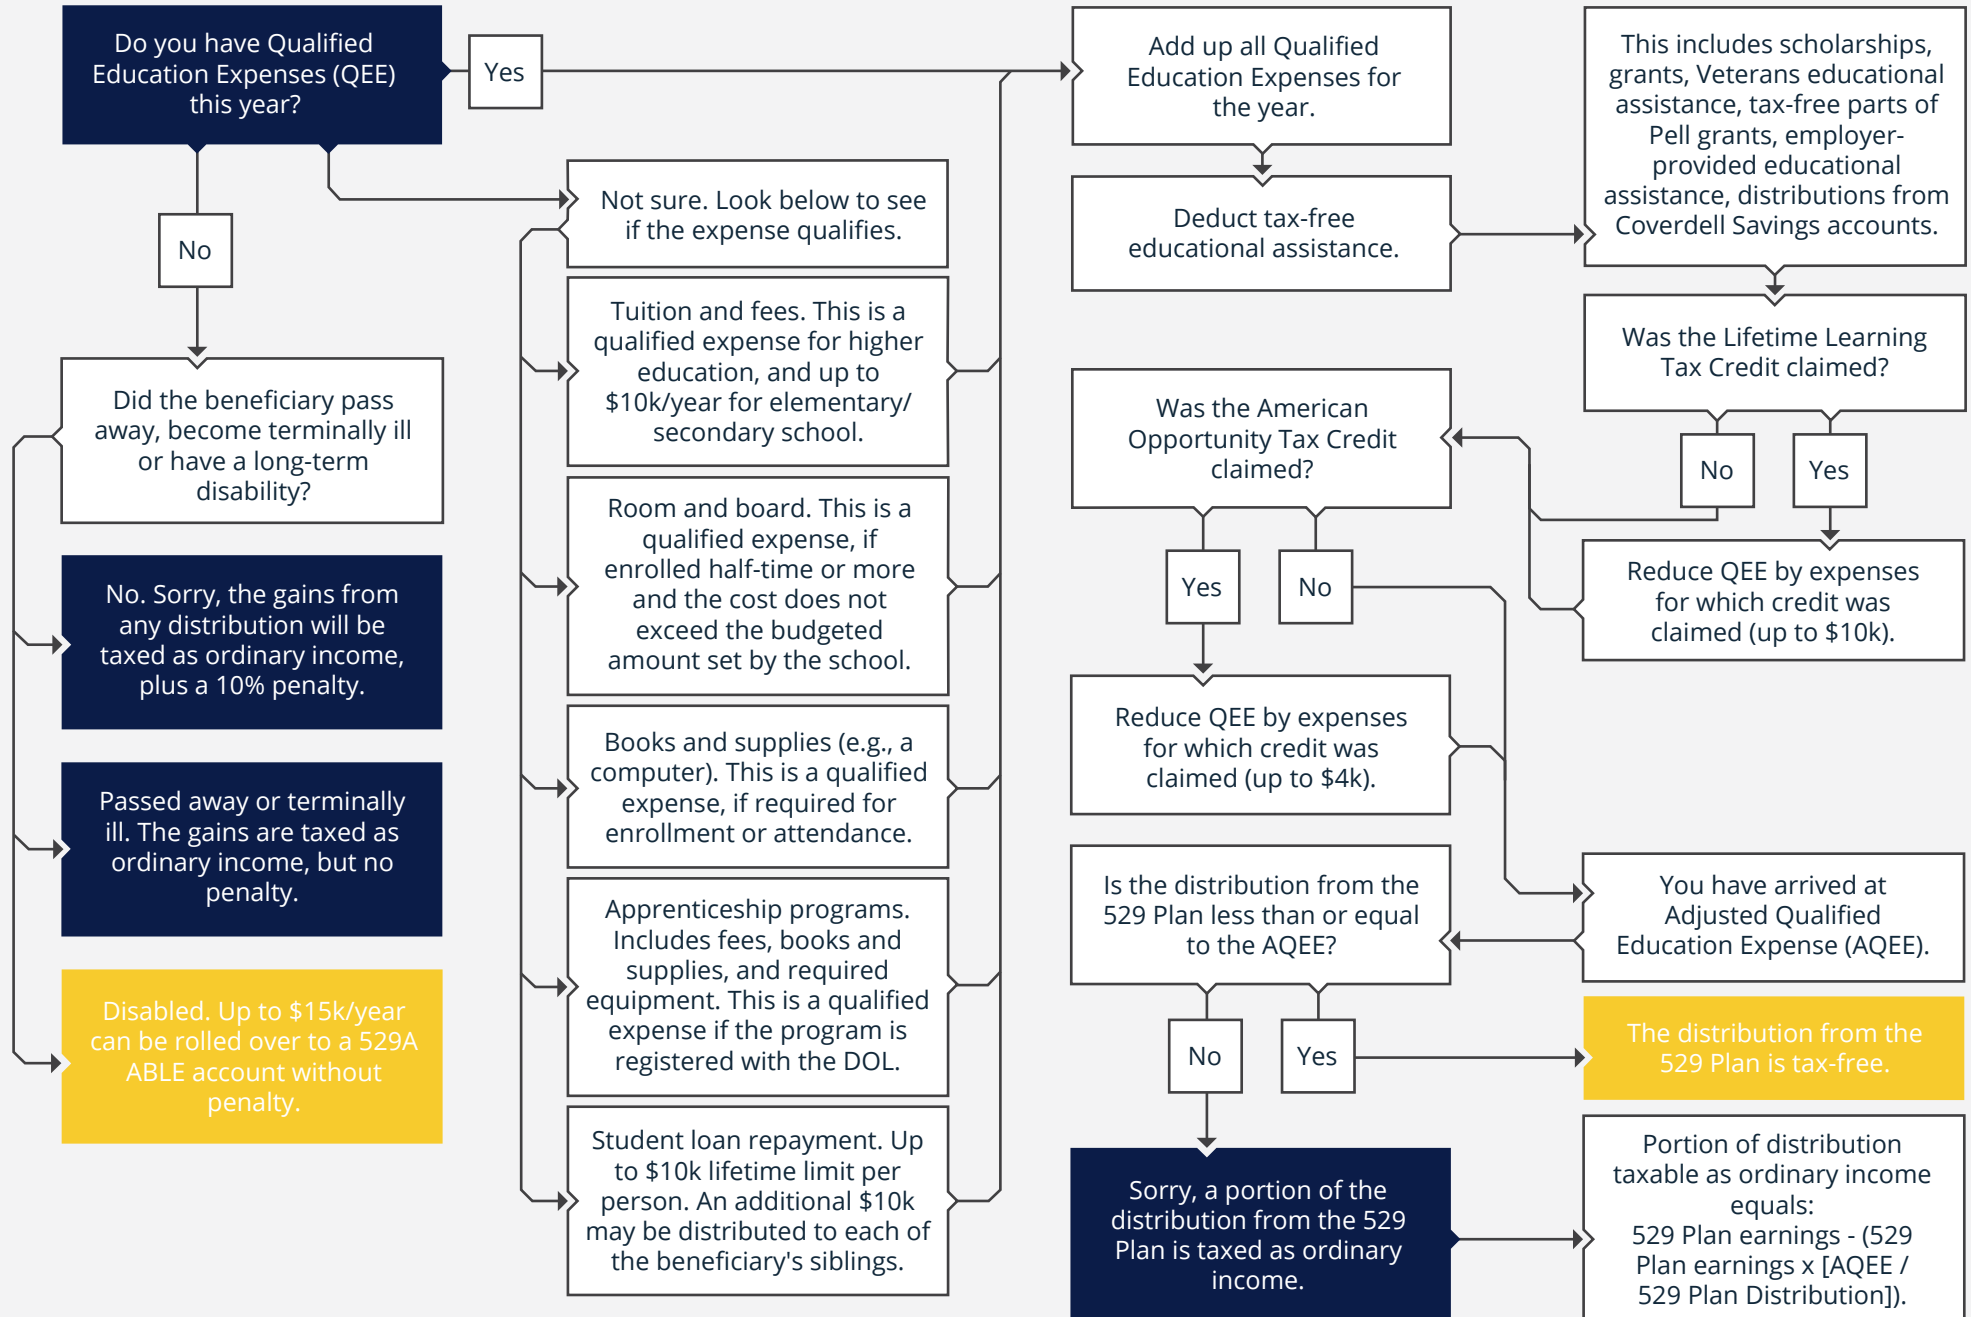 Do you have Qualified
Education Expenses (QEE)
this year?
Yes
No
Did the beneficiary pass
away, become terminally ill
or have a long-term
disability?
No. Sorry, the gains from
any distribution will be
taxed as ordinary income,
plus a 10% penalty.
Passed away or terminally
ill. The gains are taxed as
ordinary income, but no
penalty.
Disabled. Up to $15k/year
can be rolled over to a 529A
ABLE account without
penalty.
Not sure. Look below to see
if the expense qualifies.
Tuition and fees. This is a
qualified expense for higher
education, and up to
$10k/year for elementary/
secondary school.
Room and board. This is a
qualified expense, if
enrolled half-time or more
and the cost does not
exceed the budgeted
amount set by the school.
Books and supplies (e.g., a
computer). This is a qualified
expense, if required for
enrollment or attendance.
Apprenticeship programs.
Includes fees, books and
supplies, and required
equipment. This is a qualified
expense if the program is
registered with the DOL.
Student loan repayment. Up
to $10k lifetime limit per
person. An additional $10k
may be distributed to each of
the beneficiary's siblings.
Add up all Qualified
Education Expenses for
the year.
Deduct tax-free
educational assistance.
This includes scholarships,
grants, Veterans educational
assistance, tax-free parts of
Pell grants, employer-
provided educational
assistance, distributions from
Coverdell Savings accounts.
Was the Lifetime Learning
Tax Credit claimed?
No
Yes
Reduce QEE by expenses
for which credit was
claimed (up to $10k).
Was the American
Opportunity Tax Credit
claimed?
Yes
No
Reduce QEE by expenses
for which credit was
claimed (up to $4k).
You have arrived at
Adjusted Qualified
Education Expense (AQEE).
Is the distribution from the
529 Plan less than or equal
to the AQEE?
No
Yes
The distribution from the
529 Plan is tax-free.
Sorry, a portion of the
distribution from the 529
Plan is taxed as ordinary
income.
Portion of distribution
taxable as ordinary income
equals:
529 Plan earnings - (529
Plan earnings x [AQEE /
529 Plan Distribution]).